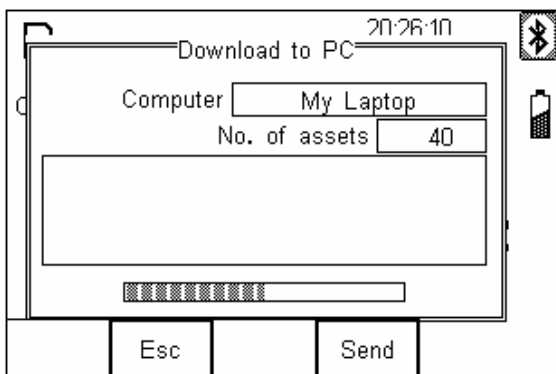 20:26:10
Download to PC
Computer My Laptop
No. of assets 40
Esc Send